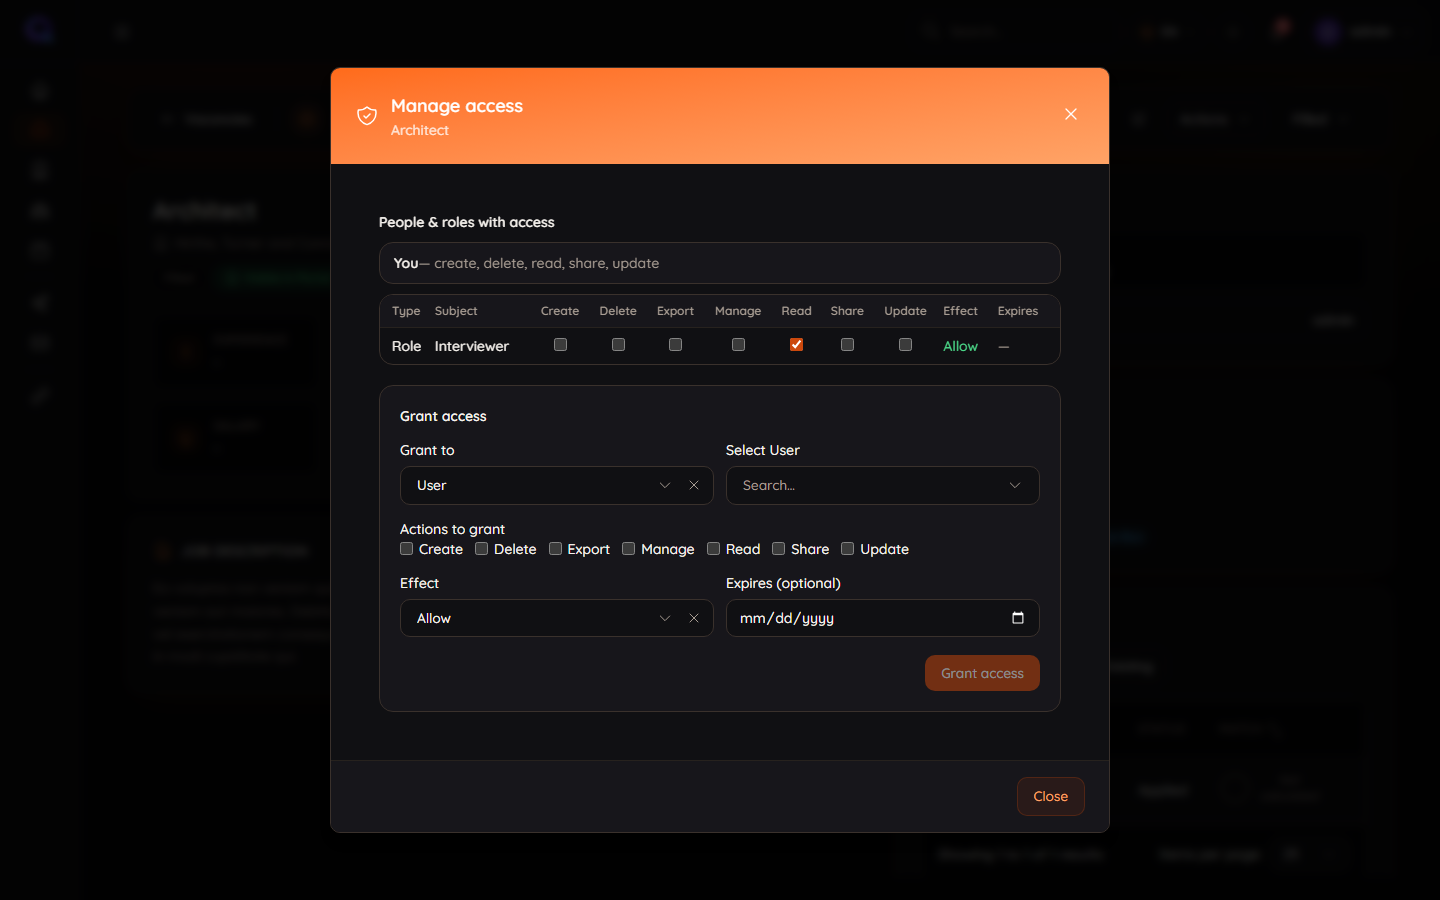 Manage access
Architect
People & roles with access
You— create, delete, read, share, update
Type Subject Create Delete Export Manage Read Share Update Effect Expires
Role Interviewer Allow —
Grant access
Grant to Select User
User Search...
Actions to grant
Create Delete Export Manage Read Share Update
Effect Expires (optional)
Allow mm/dd/yyyy
Grant access
Close
Architect